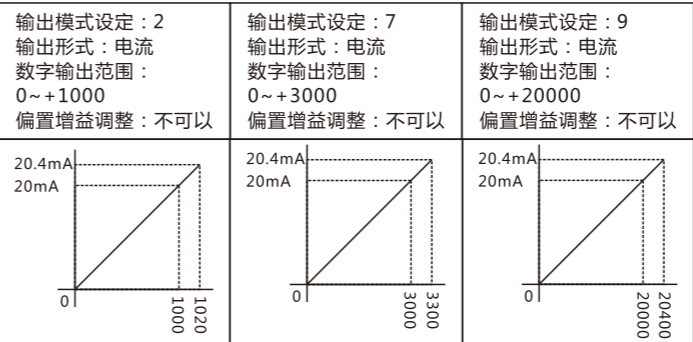 输出模式设定：2
输出形式：电流
数字输出范围：
0~+1000
偏置增益调整：不可以
输出模式设定：7
输出形式：电流
数字输出范围：
0~+3000
偏置增益调整：不可以
输出模式设定：9
输出形式：电流
数字输出范围：
0~+20000
偏置增益调整：不可以
20.4mA
20mA
0
1000
1020
20.4mA
20mA
0
3000
3300
20.4mA
20mA
0
20000
20400